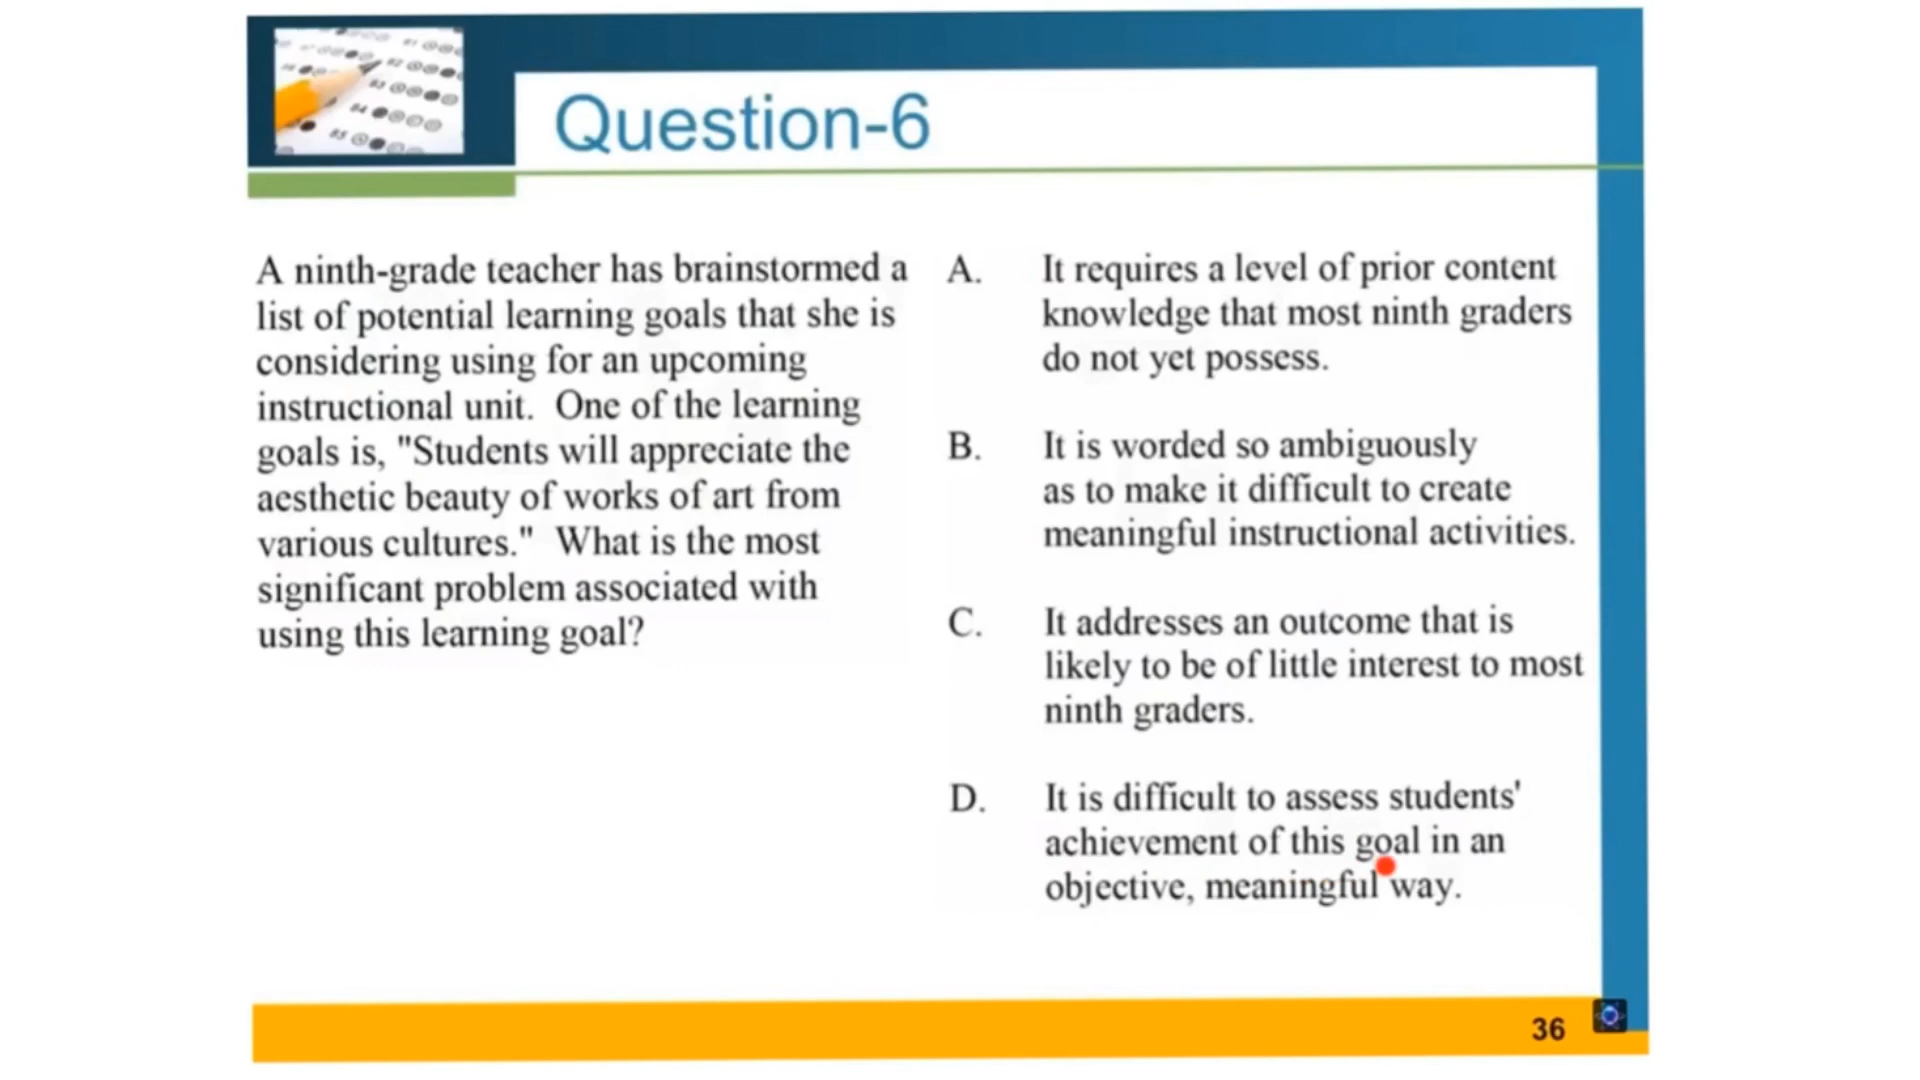 Question-6
A ninth-grade teacher has brainstormed a
list of potential learning goals that she is
considering using for an upcoming
instructional unit.  One of the learning
goals is, "Students will appreciate the
aesthetic beauty of works of art from
various cultures."  What is the most
significant problem associated with
using this learning goal?
A. It requires a level of prior content
knowledge that most ninth graders
do not yet possess.
B. It is worded so ambiguously
as to make it difficult to create
meaningful instructional activities.
C. It addresses an outcome that is
likely to be of little interest to most
ninth graders.
D. It is difficult to assess students'
achievement of this goal in an
objective, meaningful way.
36